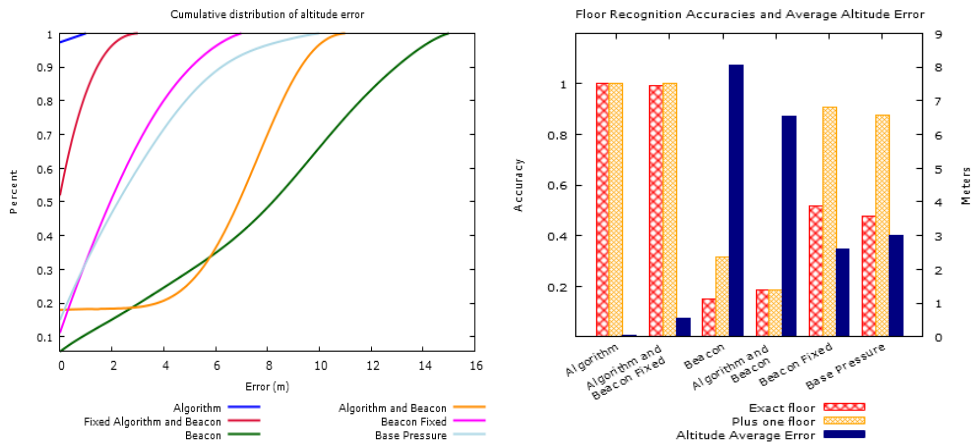 Cumulative distribution of altitude error
1
0.9
0.8
0.7
0.6
0.5
0.4
0.3
0.2
0.1
Percent
0 2 4 6 8 10 12 14 16
Error (m)
Algorithm
Fixed Algorithm and Beacon
Beacon
Algorithm and Beacon
Beacon Fixed
Base Pressure
Floor Recognition Accuracies and Average Altitude Error
1
0.8
0.6
0.4
0.2
Accuracy
9
8
7
6
5
4
3
2
1
0
Meters
Algorithm
Algorithm and
Beacon Fixed
Beacon
Algorithm and
Beacon
Beacon Fixed
Base Pressure
Exact floor
Plus one floor
Altitude Average Error